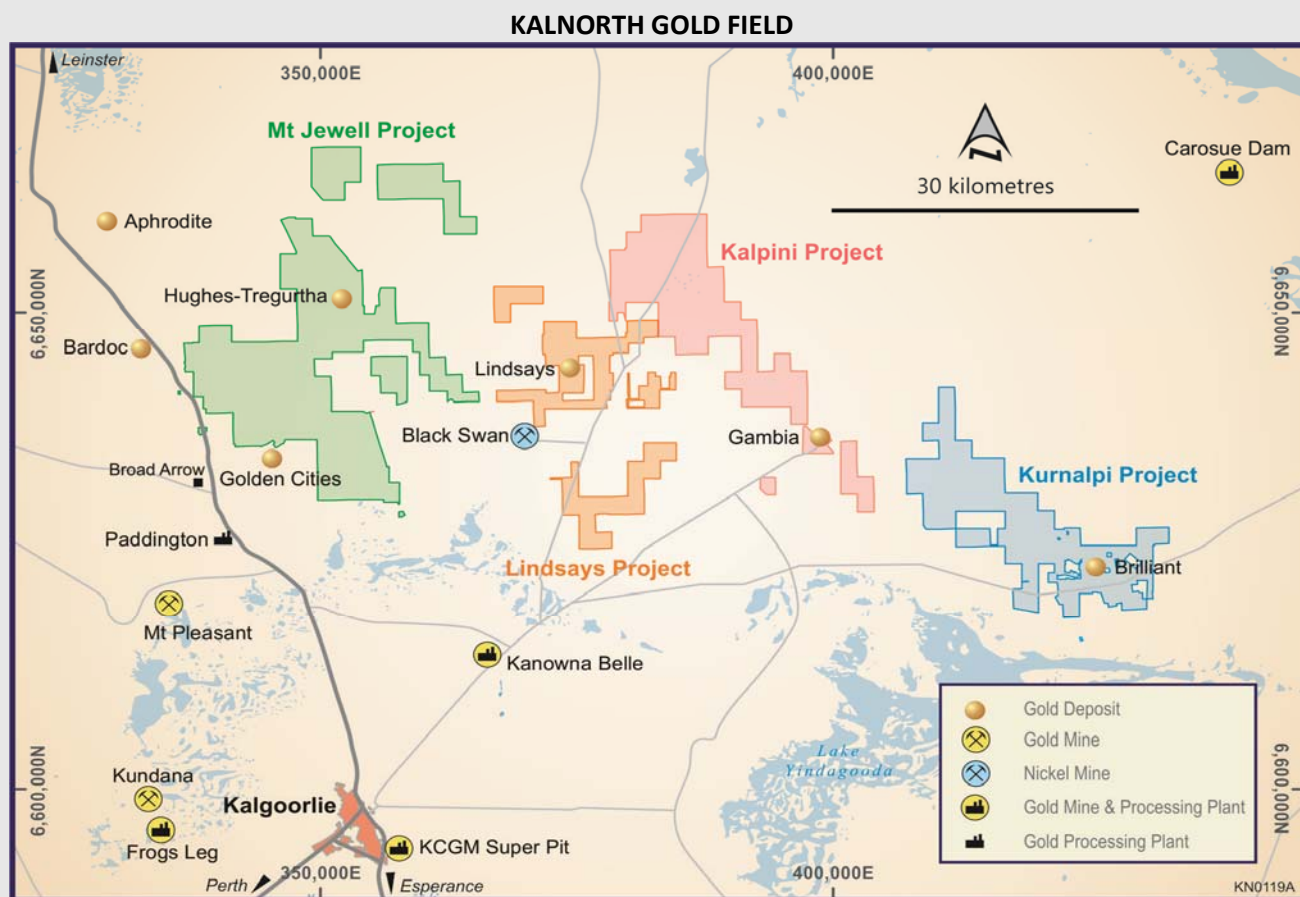 KALNORTH GOLD FIELD
Leinster
350,000E
400,000E
Mt Jewell Project
Carosue Dam
30 kilometres
Aphrodite
Kalpini Project
Hughes-Tregurtha
6,650,000N
6,650,000N
Bardoc
Lindsays
Black Swan
Gambia
Broad Arrow
Golden Cities
Kurnalpi Project
Paddington
Lindsays Project
Brilliant
Mt Pleasant
Kanowna Belle
Lake
Yindagooda
Kundana
Kalgoorlie
6,600,000N
6,600,000N
Frogs Leg
KCGM Super Pit
350,000E
400,000E
Perth
Esperance
Gold Deposit
Gold Mine
Nickel Mine
Gold Mine & Processing Plant
Gold Processing Plant
KN0119A